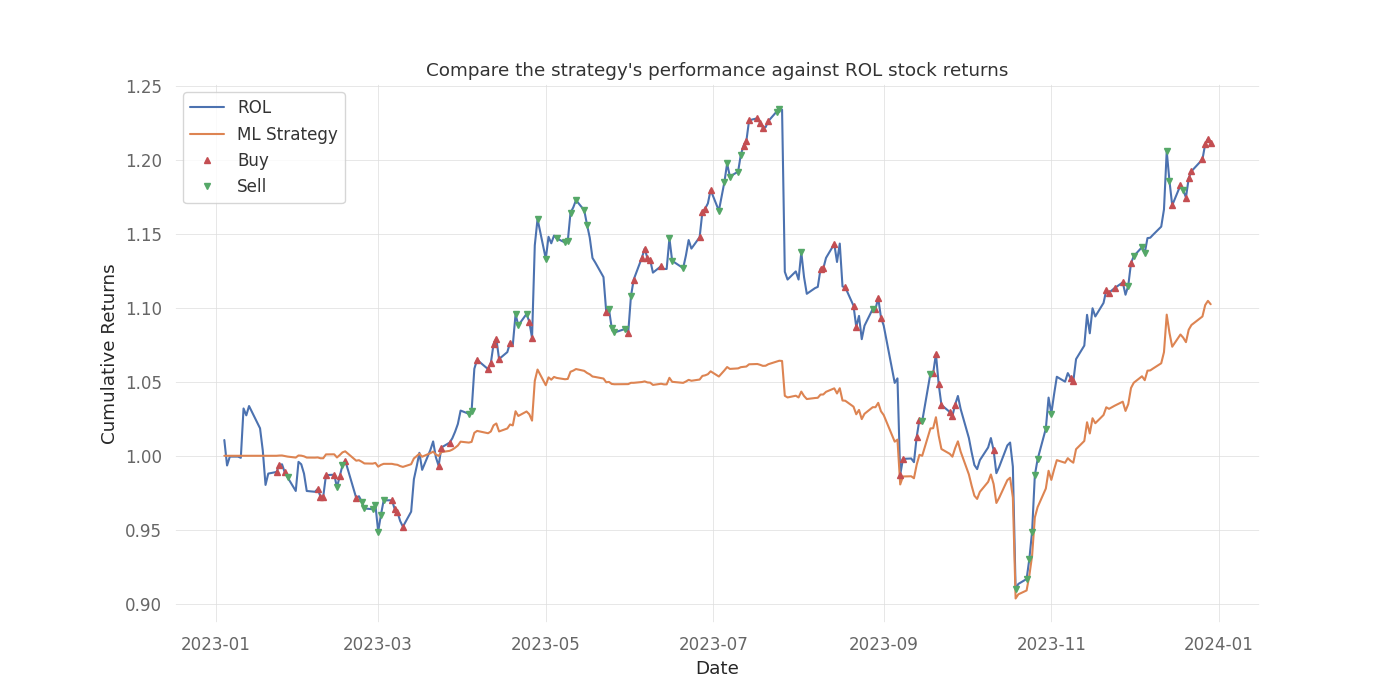 Compare the strategy's performance against ROL stock returns
1.25
1.20
1.15
1.10
1.05
1.00
0.95
0.90
Cumulative Returns
ROL
ML Strategy
Buy
Sell
2023-01 2023-03 2023-05 2023-07 2023-09 2023-11 2024-01
Date